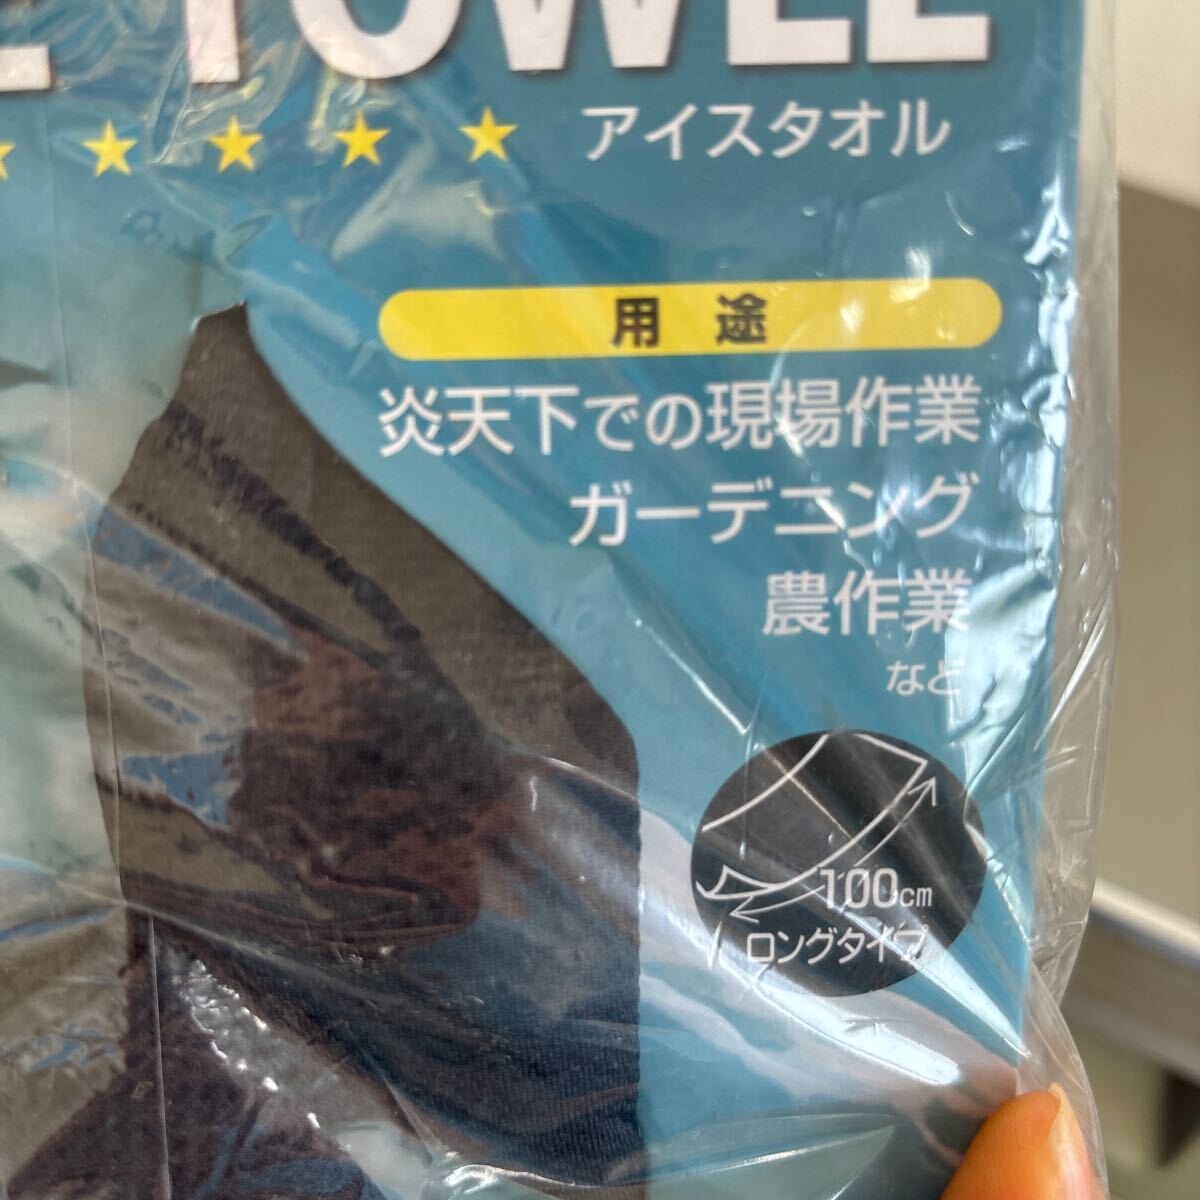 E TOWEL
アイスタオル
用途
炎天下での現場作業
ガーデニング
農作業
など
100cm
ロングタイプ